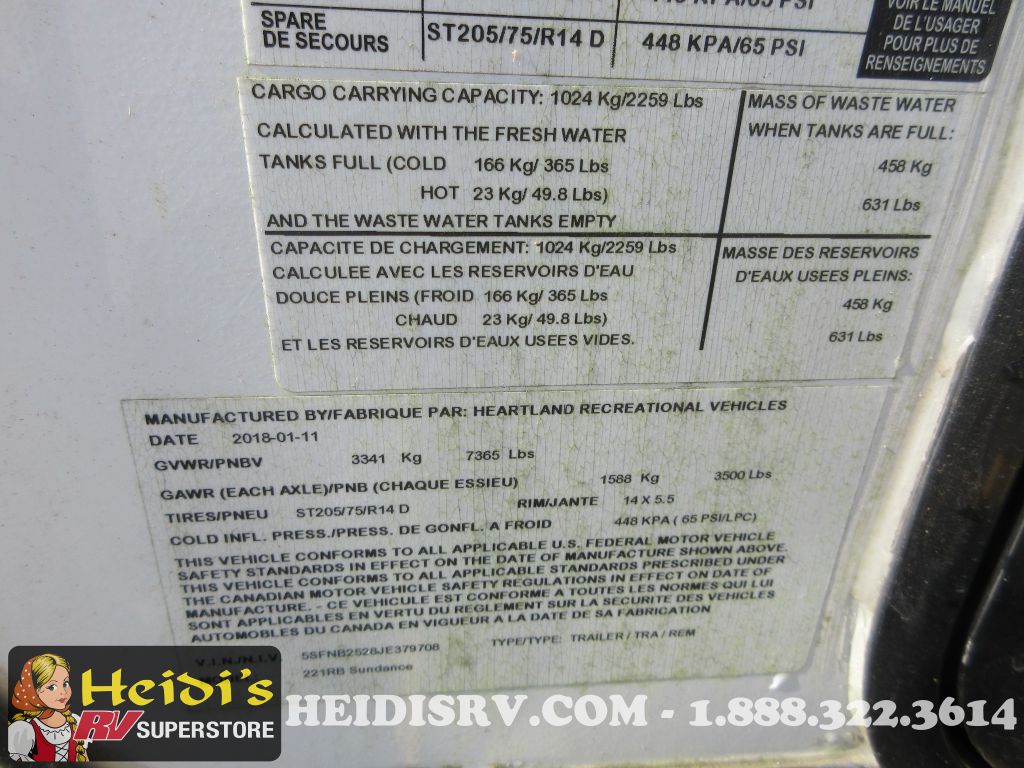 448 KPA/65 PSI
SPARE
DE SECOURS
ST205/75/R14 D
448 KPA/65 PSI
VOIR LE MANUEL
DE L'USAGER
POUR PLUS DE
RENSEIGNEMENTS
CARGO CARRYING CAPACITY: 1024 Kg/2259 Lbs
CALCULATED WITH THE FRESH WATER
TANKS FULL (COLD 166 Kg/ 365 Lbs
HOT 23 Kg/ 49.8 Lbs)
AND THE WASTE WATER TANKS EMPTY
MASS OF WASTE WATER
WHEN TANKS ARE FULL:
458 Kg
631 Lbs
CAPACITE DE CHARGEMENT: 1024 Kg/2259 Lbs
CALCULEE AVEC LES RESERVOIRS D'EAU
DOUCE PLEINS (FROID 166 Kg/ 365 Lbs
CHAUD 23 Kg/ 49.8 Lbs)
ET LES RESERVOIRS D'EAUX USEES VIDES.
MASSE DES RESERVOIRS
D'EAUX USEES PLEINS:
458 Kg
631 Lbs
MANUFACTURED BY/FABRIQUE PAR: HEARTLAND RECREATIONAL VEHICLES
DATE 2018-01-11
GVWR/PNBV 3341 Kg 7365 Lbs
GAWR (EACH AXLE)/PNB (CHAQUE ESSIEU) 1588 Kg 3500 Lbs
TIRES/PNEU ST205/75/R14 D RIM/JANTE 14 X 5.5
COLD INFL. PRESS./PRESS. DE GONFL. A FROID 448 KPA ( 65 PSI/LPC)
THIS VEHICLE CONFORMS TO ALL APPLICABLE U.S. FEDERAL MOTOR VEHICLE
SAFETY STANDARDS IN EFFECT ON THE DATE OF MANUFACTURE SHOWN ABOVE.
THIS VEHICLE CONFORMS TO ALL APPLICABLE STANDARDS PRESCRIBED UNDER
THE CANADIAN MOTOR VEHICLE SAFETY REGULATIONS IN EFFECT ON DATE OF
MANUFACTURE. - CE VEHICULE EST CONFORME A TOUTES LES NORMES QUI LUI
SONT APPLICABLES EN VERTU DU REGLEMENT SUR LA SECURITE DES VEHICLES
AUTOMOBILES DU CANADA EN VIGUEUR A LA DATE DE SA FABRICATION
V.I.N./N.I.V. 5SFNB2528JE379708 TYPE/TYPE: TRAILER / TRA / REM
221RB Sundance
Heidi's
RV SUPERSTORE
HEIDISRV.COM - 1.888.322.3614